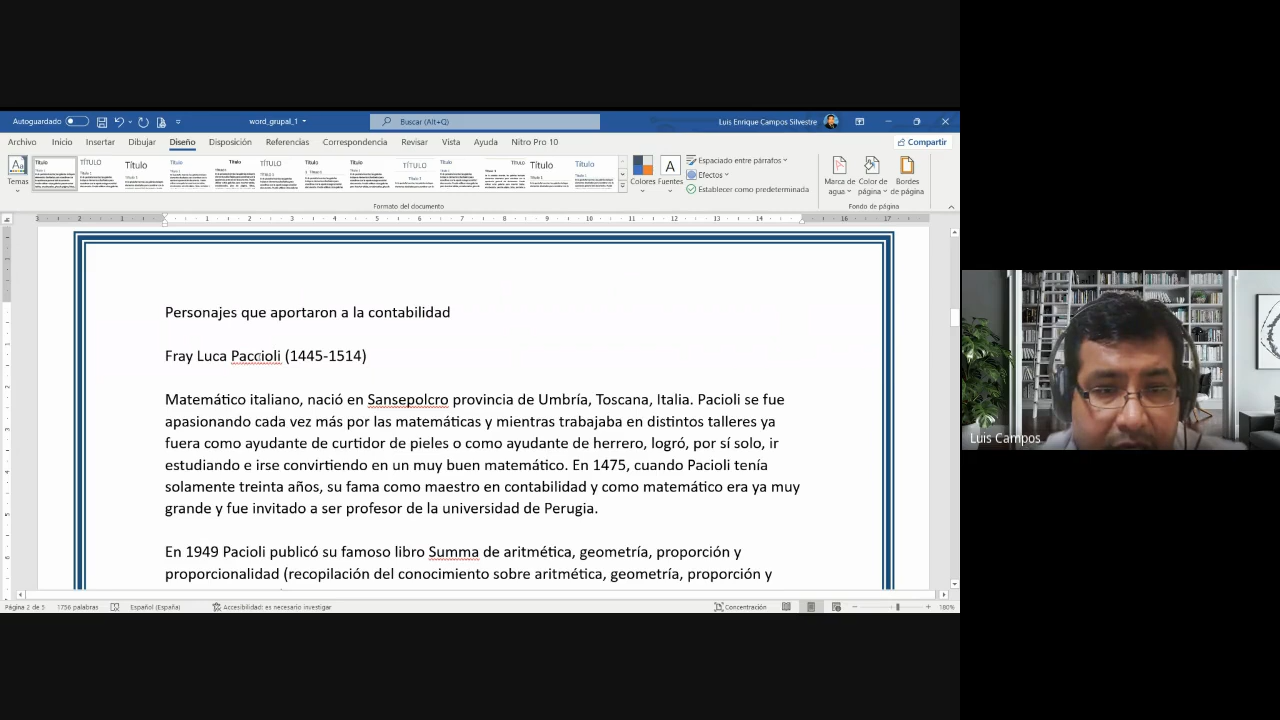 Autoguardado
word_grupal_1
Buscar (Alt+Q)
Luis Enrique Campos Silvestre
Archivo Inicio Insertar Dibujar Diseño Disposición Referencias Correspondencia Revisar Vista Ayuda Nitro Pro 10 Compartir
Temas
Colores Fuentes
Espaciado entre párrafos
Efectos
Establecer como predeterminada
Marca de agua
Color de página
Bordes de página
Formato del documento
Fondo de página
Personajes que aportaron a la contabilidad
Fray Luca Paccioli (1445-1514)
Matemático italiano, nació en Sansepolcro provincia de Umbría, Toscana, Italia. Pacioli se fue
apasionando cada vez más por las matemáticas y mientras trabajaba en distintos talleres ya
fuera como ayudante de curtidor de pieles o como ayudante de herrero, logró, por sí solo, ir
estudiando e irse convirtiendo en un muy buen matemático. En 1475, cuando Pacioli tenía
solamente treinta años, su fama como maestro en contabilidad y como matemático era ya muy
grande y fue invitado a ser profesor de la universidad de Perugia.
En 1949 Pacioli publicó su famoso libro Summa de aritmética, geometría, proporción y
proporcionalidad (recopilación del conocimiento sobre aritmética, geometría, proporción y
Página 2 de 5 1756 palabras Español (España) Accesibilidad: es necesario investigar Concentración 180%
Luis Campos